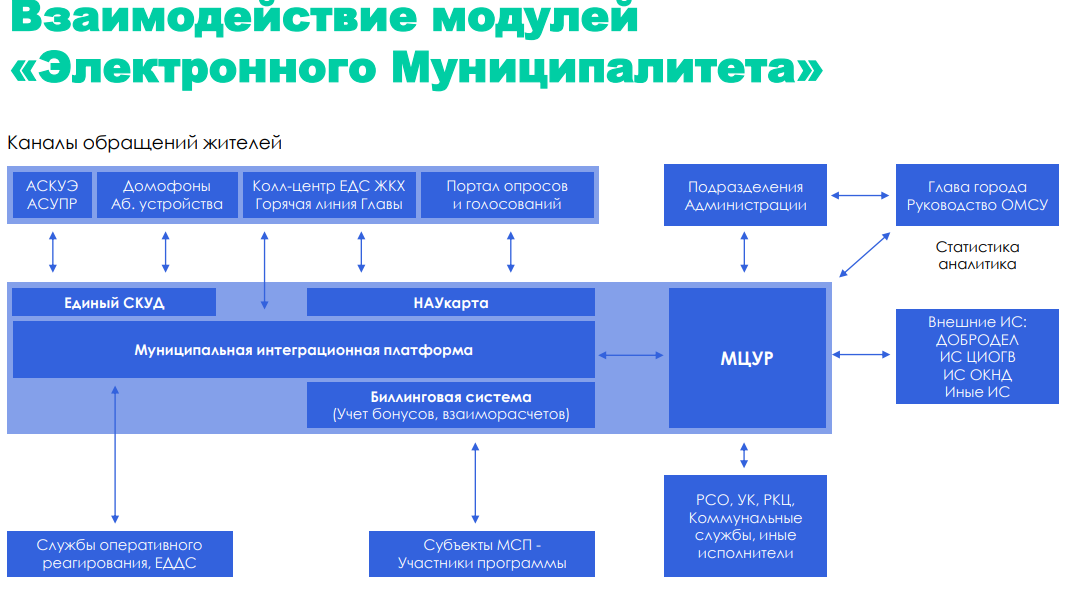 Взаимодействие модулей
«Электронного Муниципалитета»
Каналы обращений жителей
АСКУЭ
АСУПР
Домофоны
Аб. устройства
Колл-центр ЕДС ЖКХ
Горячая линия Главы
Портал опросов
и голосований
Подразделения
Администрации
Глава города
Руководство ОМСУ
Статистика
аналитика
Единый СКУД
НАУкарта
Муниципальная интеграционная платформа
Биллинговая система
(Учет бонусов, взаиморасчетов)
МЦУР
Внешние ИС:
ДОБРОДЕЛ
ИС ЦИОГВ
ИС ОКНД
Иные ИС
Службы оперативного
реагирования, ЕДДС
Субъекты МСП -
Участники программы
РСО, УК, РКЦ,
Коммунальные
службы, иные
исполнители